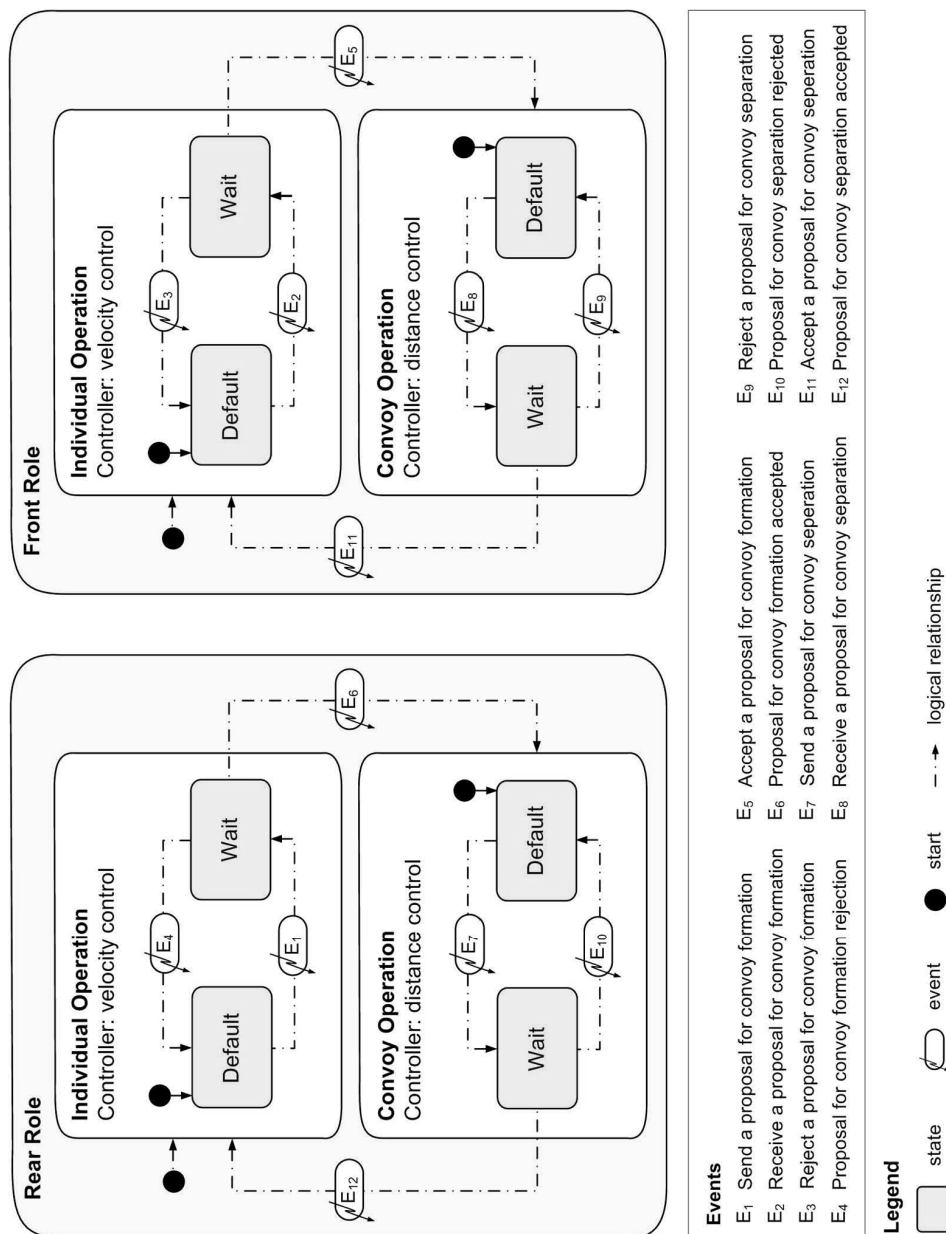 Rear Role
Individual Operation
Controller: velocity control
Default
Wait
E4
E1
E12
E6
Convoy Operation
Controller: distance control
Wait
Default
E7
E10
Front Role
Individual Operation
Controller: velocity control
Default
Wait
E3
E2
E11
E5
Convoy Operation
Controller: distance control
Wait
Default
E8
E9
Events
E1 Send a proposal for convoy formation
E2 Receive a proposal for convoy formation
E3 Reject a proposal for convoy formation
E4 Proposal for convoy formation rejection
E5 Accept a proposal for convoy formation
E6 Proposal for convoy formation accepted
E7 Send a proposal for convoy seperation
E8 Receive a proposal for convoy separation
E9 Reject a proposal for convoy separation
E10 Proposal for convoy separation rejected
E11 Accept a proposal for convoy seperation
E12 Proposal for convoy separation accepted
Legend
state
event
start
logical relationship